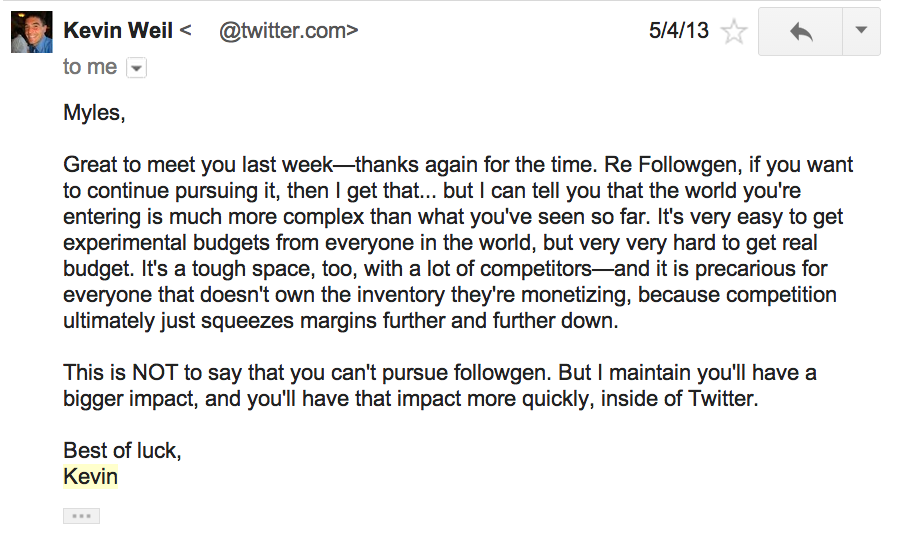 Kevin Weil < @twitter.com> 5/4/13
to me
Myles,
Great to meet you last week—thanks again for the time. Re Followgen, if you want
to continue pursuing it, then I get that... but I can tell you that the world you're
entering is much more complex than what you've seen so far. It's very easy to get
experimental budgets from everyone in the world, but very very hard to get real
budget. It's a tough space, too, with a lot of competitors—and it is precarious for
everyone that doesn't own the inventory they're monetizing, because competition
ultimately just squeezes margins further and further down.
This is NOT to say that you can't pursue followgen. But I maintain you'll have a
bigger impact, and you'll have that impact more quickly, inside of Twitter.
Best of luck,
Kevin